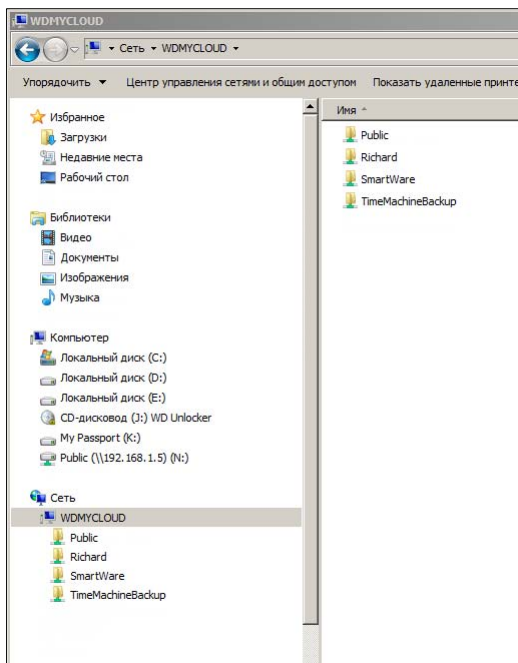 WDMYCLOUD
Сеть WDMYCLOUD
Упорядочить Центр управления сетями и общим доступом Показать удаленные принте
Избранное
Загрузки
Недавние места
Рабочий стол
Библиотеки
Видео
Документы
Изображения
Музыка
Компьютер
Локальный диск (C:)
Локальный диск (D:)
Локальный диск (E:)
CD-дисковод (J:) WD Unlocker
My Passport (K:)
Public (\\192.168.1.5) (N:)
Сеть
WDMYCLOUD
Public
Richard
SmartWare
TimeMachineBackup
Имя
Public
Richard
SmartWare
TimeMachineBackup